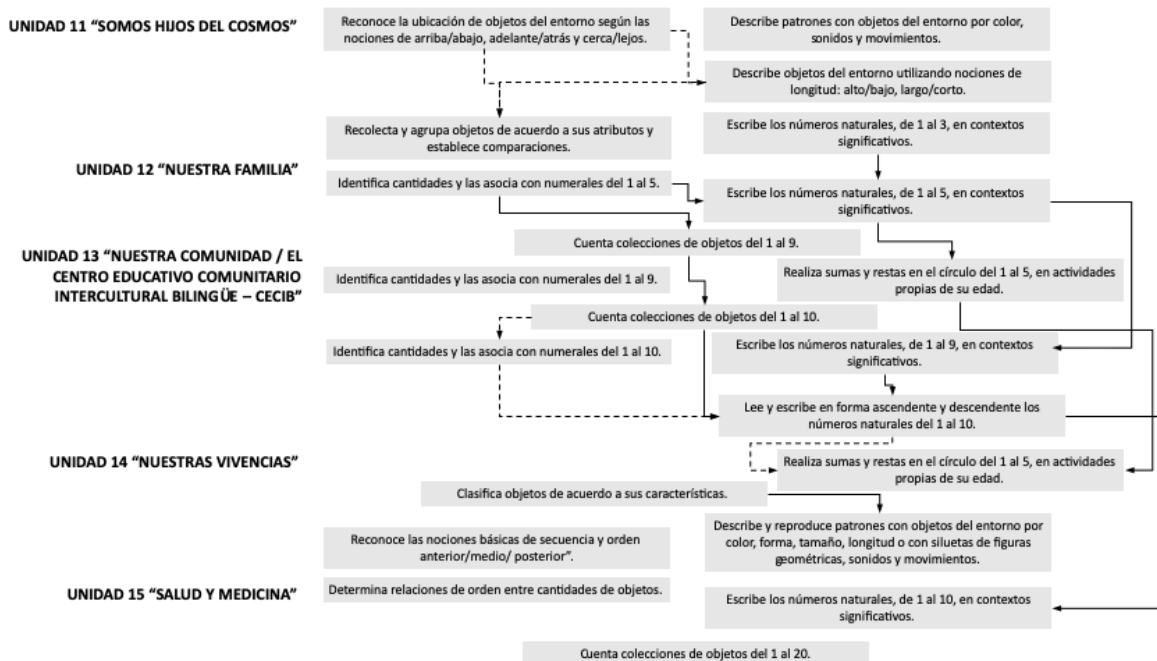 UNIDAD 11 “SOMOS HIJOS DEL COSMOS”
Reconoce la ubicación de objetos del entorno según las
nociones de arriba/abajo, adelante/atrás y cerca/lejos.
Describe patrones con objetos del entorno por color,
sonidos y movimientos.
Describe objetos del entorno utilizando nociones de
longitud: alto/bajo, largo/corto.
Recolecta y agrupa objetos de acuerdo a sus atributos y
establece comparaciones.
Escribe los números naturales, de 1 al 3, en contextos
significativos.
UNIDAD 12 “NUESTRA FAMILIA”
Identifica cantidades y las asocia con numerales del 1 al 5.
Escribe los números naturales, de 1 al 5, en contextos
significativos.
Cuenta colecciones de objetos del 1 al 9.
UNIDAD 13 “NUESTRA COMUNIDAD / EL
CENTRO EDUCATIVO COMUNITARIO
INTERCULTURAL BILINGÜE – CECIB”
Realiza sumas y restas en el círculo del 1 al 5, en actividades
propias de su edad.
Identifica cantidades y las asocia con numerales del 1 al 9.
Cuenta colecciones de objetos del 1 al 10.
Identifica cantidades y las asocia con numerales del 1 al 10.
Escribe los números naturales, de 1 al 9, en contextos
significativos.
Lee y escribe en forma ascendente y descendente los
números naturales del 1 al 10.
UNIDAD 14 “NUESTRAS VIVENCIAS”
Realiza sumas y restas en el círculo del 1 al 5, en actividades
propias de su edad.
Clasifica objetos de acuerdo a sus características.
Describe y reproduce patrones con objetos del entorno por
color, forma, tamaño, longitud o con siluetas de figuras
geométricas, sonidos y movimientos.
Reconoce las nociones básicas de secuencia y orden
anterior/medio/ posterior”.
UNIDAD 15 “SALUD Y MEDICINA”
Determina relaciones de orden entre cantidades de objetos.
Escribe los números naturales, de 1 al 10, en contextos
significativos.
Cuenta colecciones de objetos del 1 al 20.